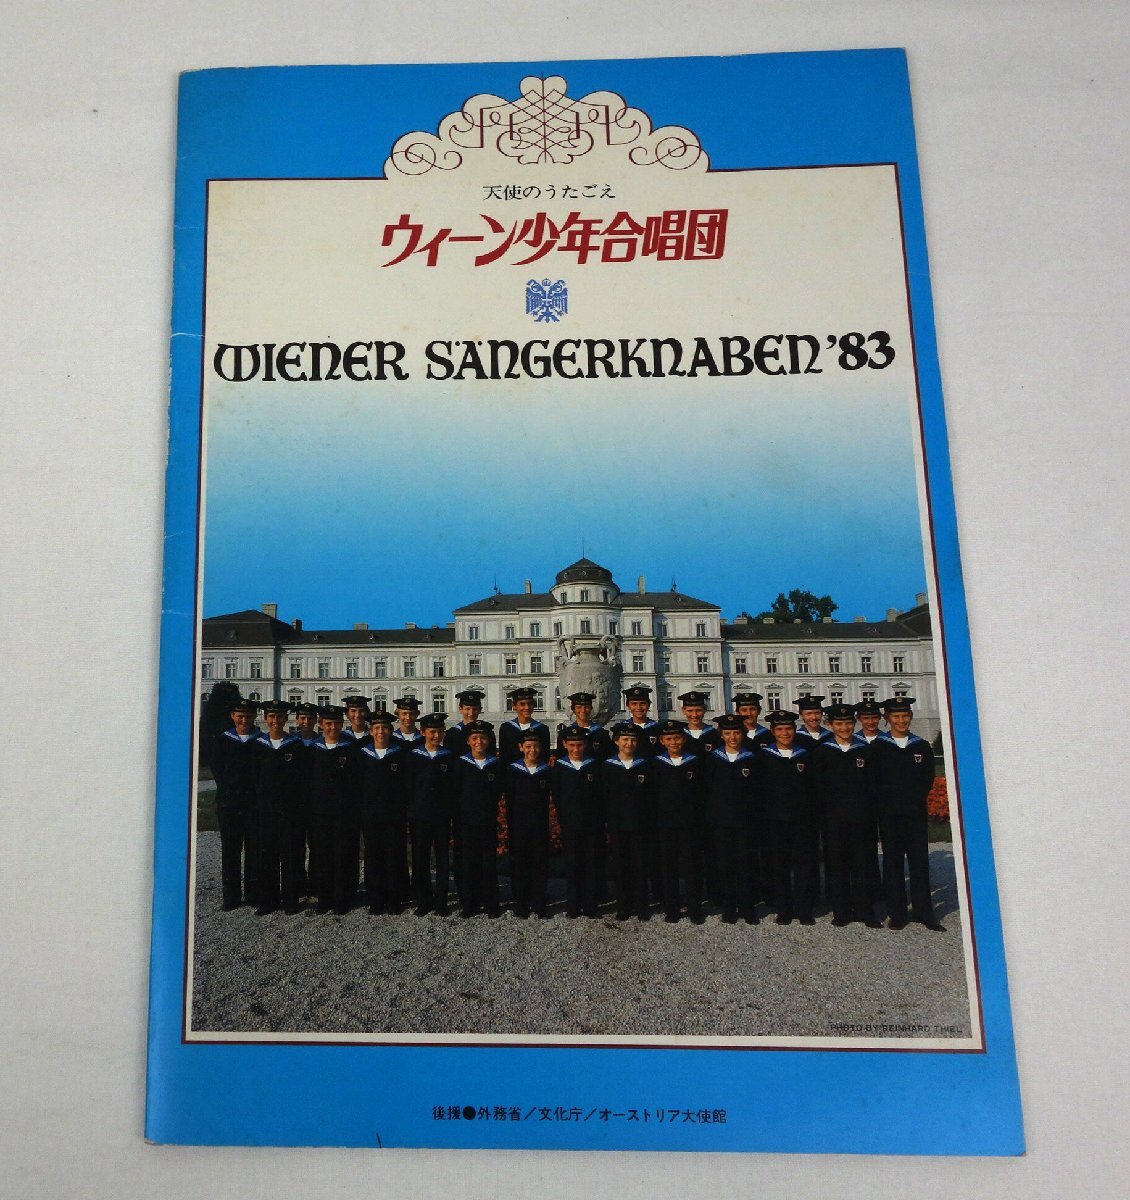 天使のうたごえ
ウィーン少年合唱団
WIENER SÄNGERKNABEN '83
PHOTO BY REINHARD THIEL
後援●外務省/文化庁/オーストリア大使館